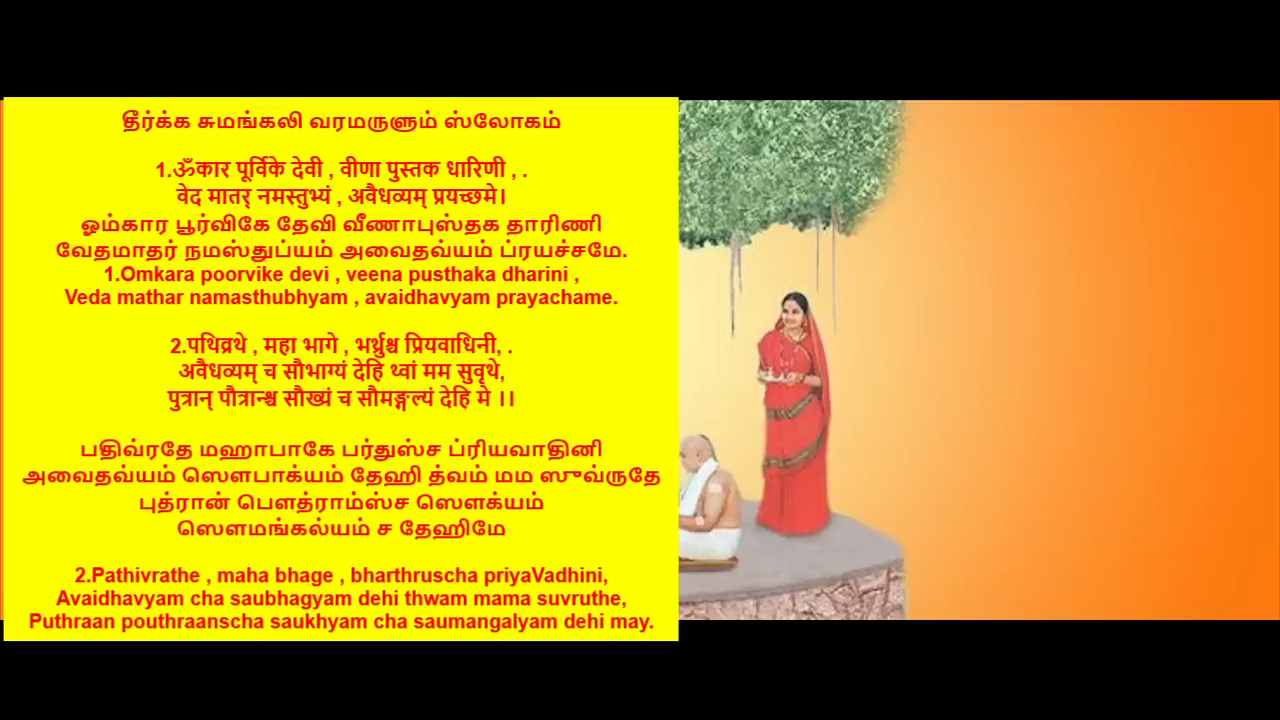 தீர்க்க சுமங்கலி வரமருளும் ஸ்லோகம்
1.ॐकार पूर्विके देवी , वीणा पुस्तक धारिणी , .
वेद मातर् नमस्तुभ्यं , अवैधव्यम् प्रयच्छमे।
ஓம்கார பூர்விகே தேவி வீணாபுஸ்தக தாரிணி
வேதமாதர் நமஸ்துப்யம் அவைதவ்யம் ப்ரயச்சமே.
1.Omkara poorvike devi , veena pusthaka dharini ,
Veda mathar namasthubhyam , avaidhavyam prayachame.
2.पथिव्रथे , महा भागे , भर्थ्रुश्च प्रियवाधिनी, .
अवैधव्यम् च सौभाग्यं देहि थ्वां मम सुवृथे,
पुत्रान् पौत्रान्श्च सौख्यं च सौमङ्गल्यं देहि मे ।।
பதிவ்ரதே மஹாபாகே பர்துஸ்ச ப்ரியவாதினி
அவைதவ்யம் ஸௌபாக்யம் தேஹி த்வம் மம ஸுவ்ருதே
புத்ரான் பௌத்ராம்ஸ்ச ஸௌக்யம்
ஸௌமங்கல்யம் ச தேஹிமே
2.Pathivrathe , maha bhage , bharthruscha priyaVadhini,
Avaidhavyam cha saubhagyam dehi thwam mama suvruthe,
Puthraan pouthraanscha saukhyam cha saumangalyam dehi may.